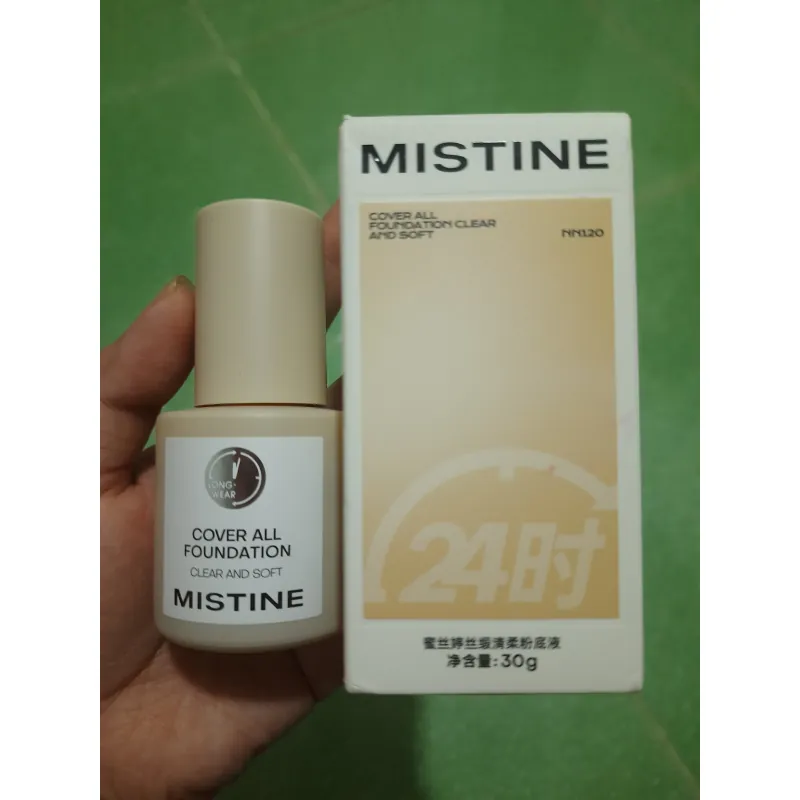 MISTINE
COVER ALL
FOUNDATION CLEAR
AND SOFT
NN120
24时
蜜丝婷丝缎清柔粉底液
净含量:30g
LONG-
WEAR
COVER ALL
FOUNDATION
CLEAR AND SOFT
MISTINE